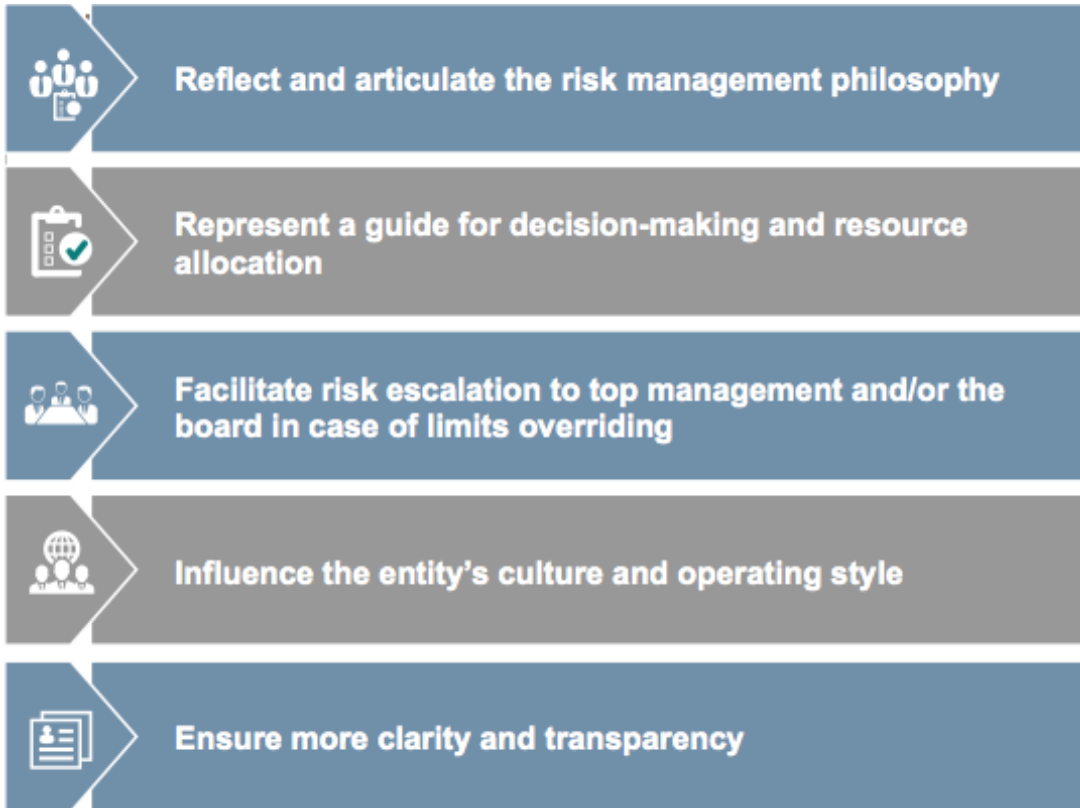 Reflect and articulate the risk management philosophy
Represent a guide for decision-making and resource
allocation
Facilitate risk escalation to top management and/or the
board in case of limits overriding
Influence the entity’s culture and operating style
Ensure more clarity and transparency